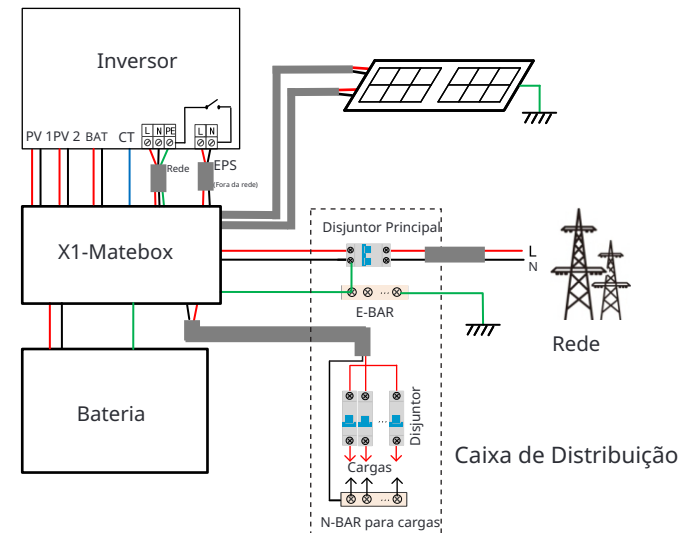 Inversor
PV 1 PV 2 BAT CT
L N PE
L N
Rede
EPS
(Fora da rede)
X1-Matebox
Disjuntor Principal
L
N
E-BAR
Rede
Bateria
Disjuntor
Cargas
Caixa de Distribuição
N-BAR para cargas